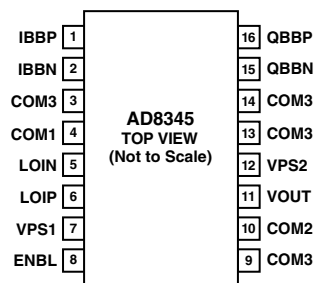 IBBP 1
IBBN 2
COM3 3
COM1 4
LOIN 5
LOIP 6
VPS1 7
ENBL 8
AD8345
TOP VIEW
(Not to Scale)
16 QBBP
15 QBBN
14 COM3
13 COM3
12 VPS2
11 VOUT
10 COM2
9 COM3